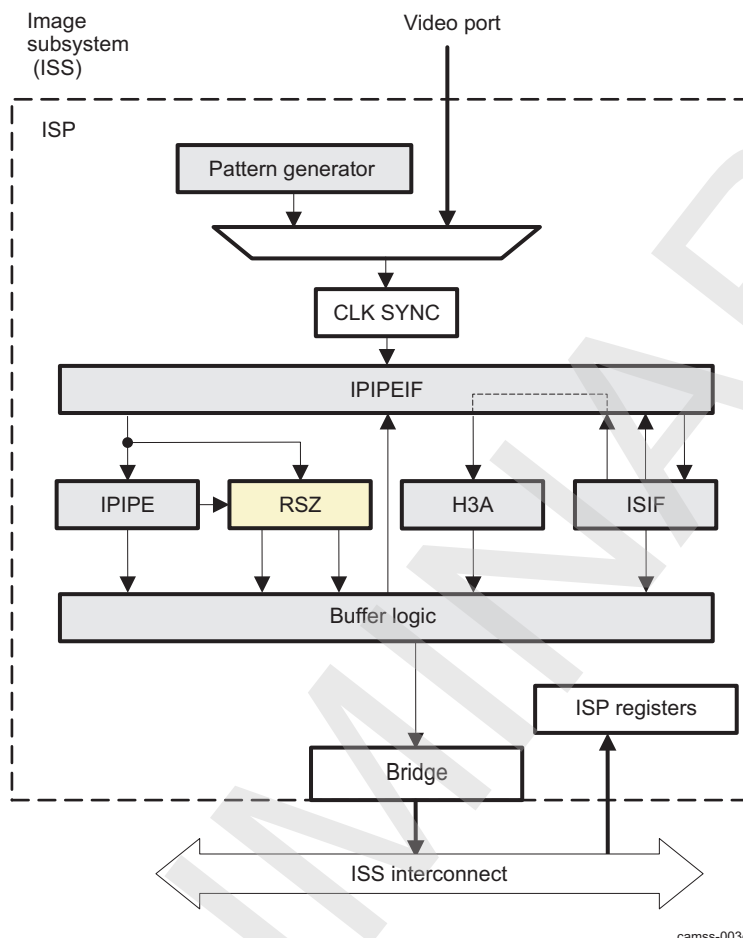 Image
subsystem
(ISS)
Video port
ISP
Pattern generator
CLK SYNC
IPIPEIF
IPIPE
RSZ
H3A
ISIF
Buffer logic
ISP registers
Bridge
ISS interconnect